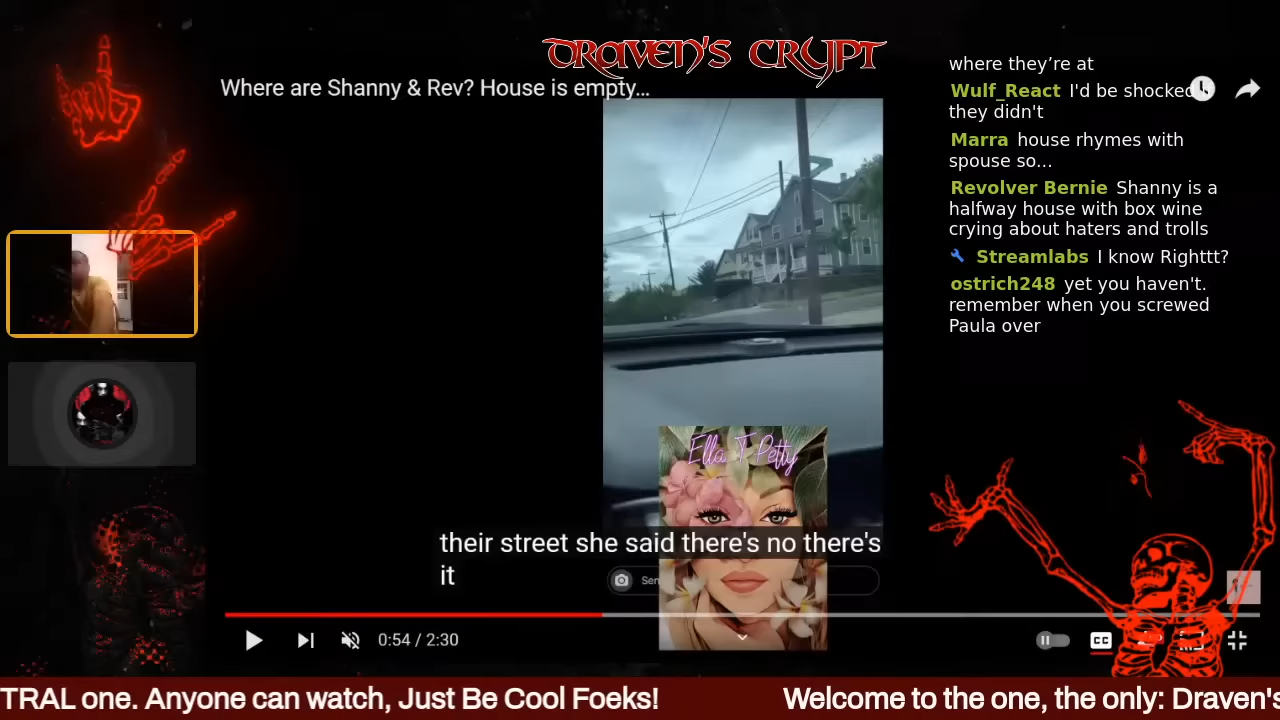 DRAVEN'S CRYPT
Where are Shanny & Rev? House is empty...
where they're at
Wulf_React I'd be shocked
they didn't
Marra house rhymes with
spouse so...
Revolver Bernie Shanny is a
halfway house with box wine
crying about haters and trolls
Streamlabs I know Righttt?
ostrich248 yet you haven't.
remember when you screwed
Paula over
Ella T Petty
their street she said there's no there's
it
Sen
0:54 / 2:30
CC
TRAL one. Anyone can watch, Just Be Cool Foeks!
Welcome to the one, the only: Draven's